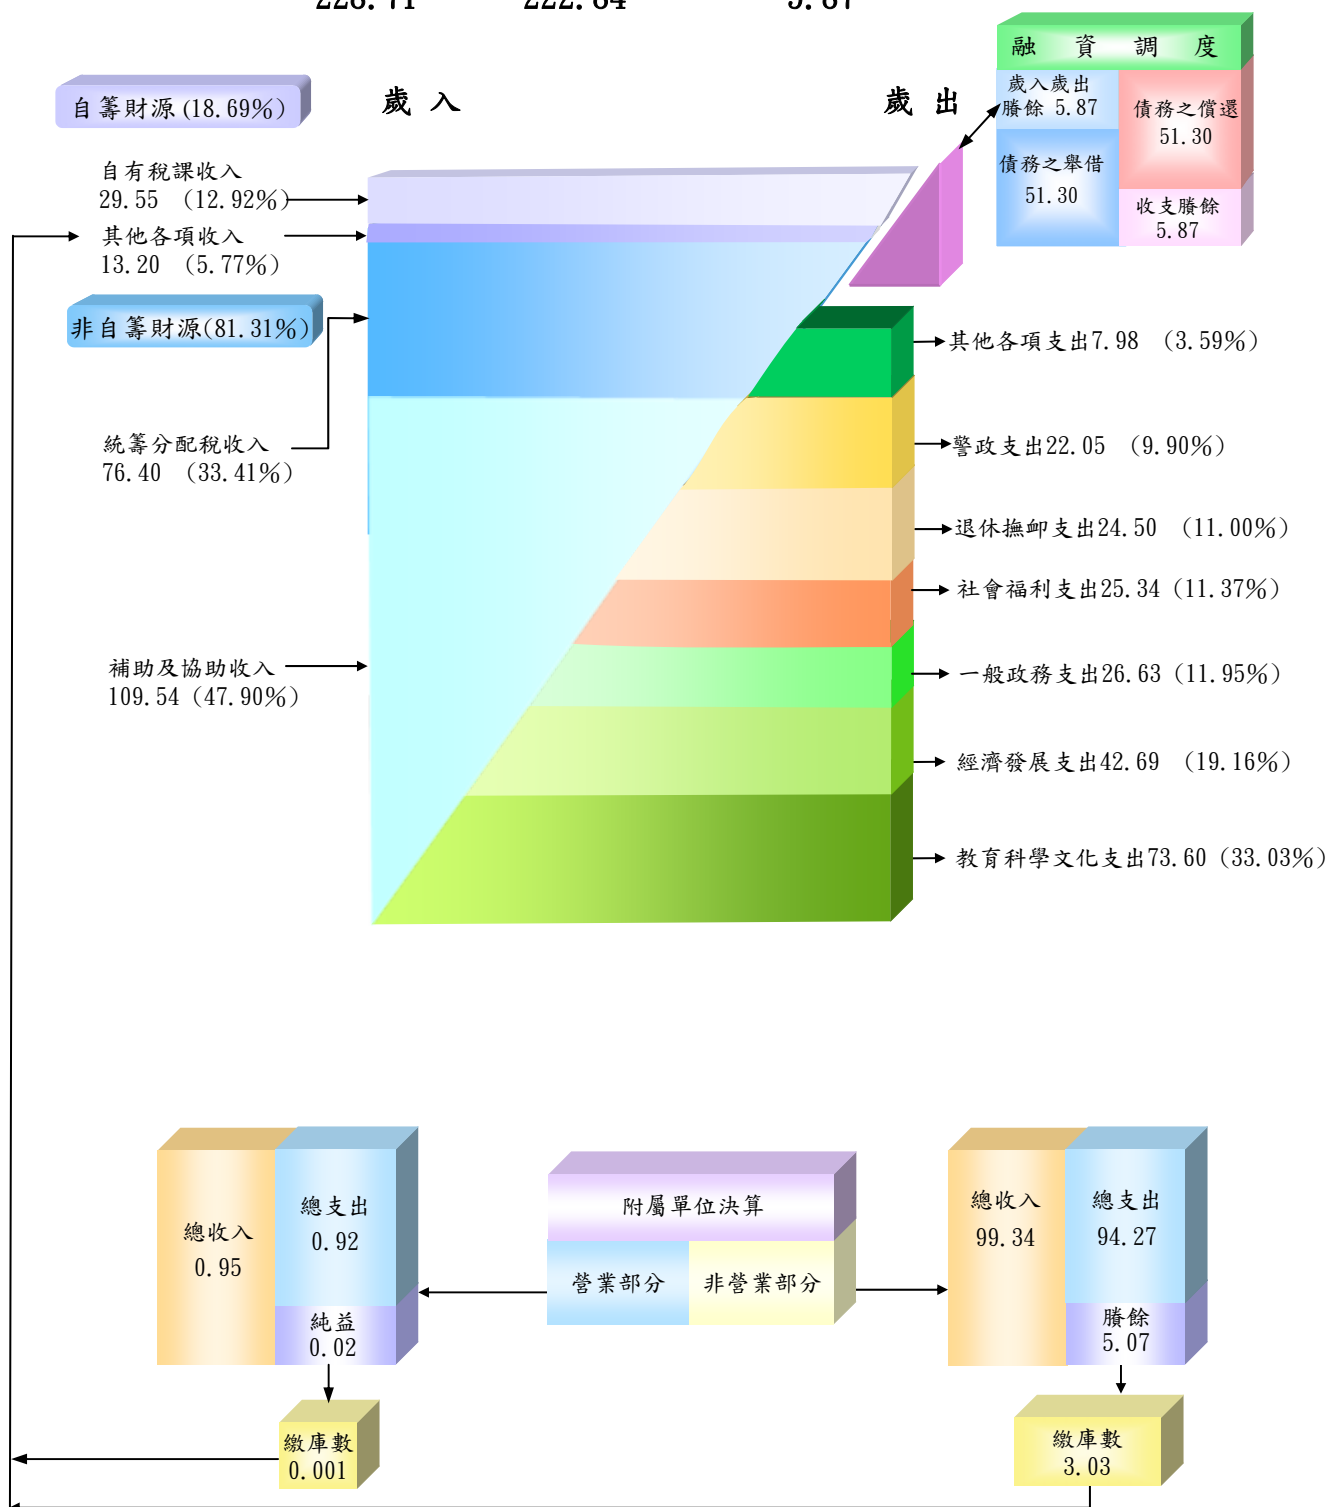 228.71 222.84 5.87
融資調度
歲入歲出
賸餘 5.87
債務之償還
51.30
債務之舉借
51.30
收支賸餘
5.87
自籌財源(18.69%)
歲入
歲出
自有稅課收入
29.55 (12.92%)
其他各項收入
13.20 (5.77%)
非自籌財源(81.31%)
統籌分配稅收入
76.40 (33.41%)
補助及協助收入
109.54 (47.90%)
其他各項支出7.98 (3.59%)
警政支出22.05 (9.90%)
退休撫卹支出24.50 (11.00%)
社會福利支出25.34 (11.37%)
一般政務支出26.63 (11.95%)
經濟發展支出42.69 (19.16%)
教育科學文化支出73.60 (33.03%)
總收入
0.95
總支出
0.92
純益
0.02
繳庫數
0.001
附屬單位決算
營業部分
非營業部分
總收入
99.34
總支出
94.27
賸餘
5.07
繳庫數
3.03